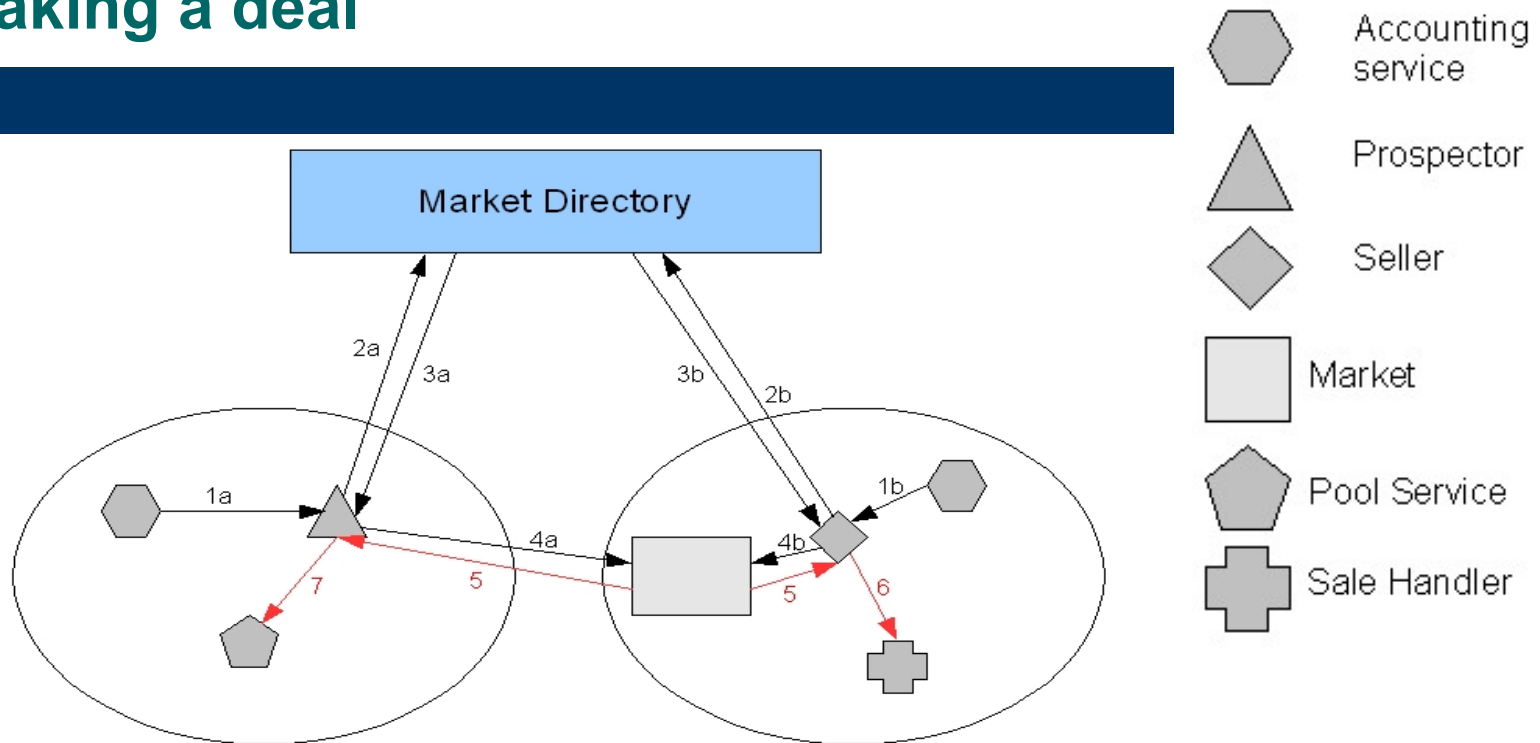 aking a deal
Accounting
service
Prospector
Seller
Market
Pool Service
Sale Handler
Market Directory
2a
3a
3b
2b
1a
1b
4a
4b
5
5
6
7